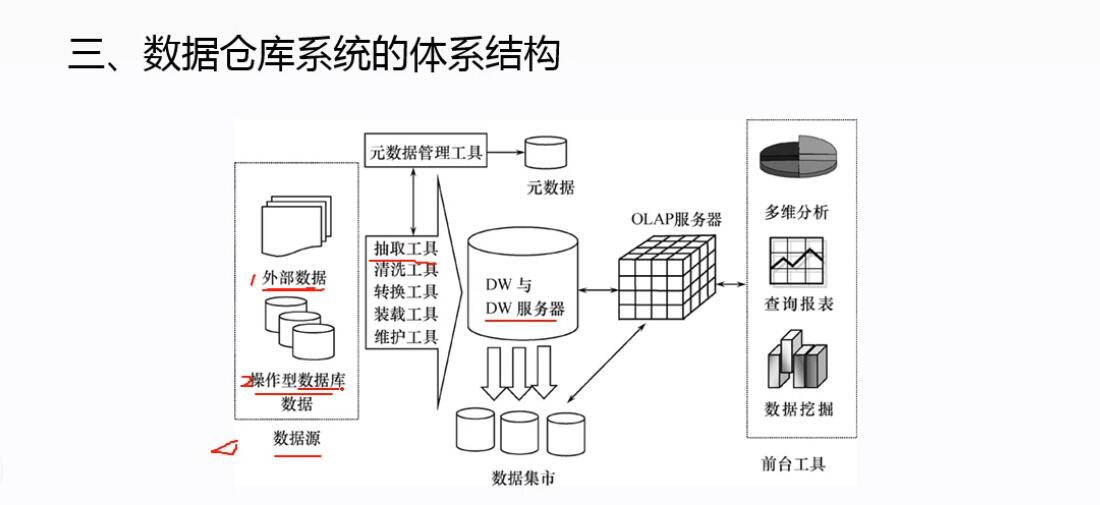 三、数据仓库系统的体系结构
元数据管理工具
元数据
抽取工具
清洗工具
转换工具
装载工具
维护工具
1 外部数据
2 操作型数据库
数据
数据源
DW 与
DW 服务器
数据集市
OLAP服务器
多维分析
查询报表
数据挖掘
前台工具